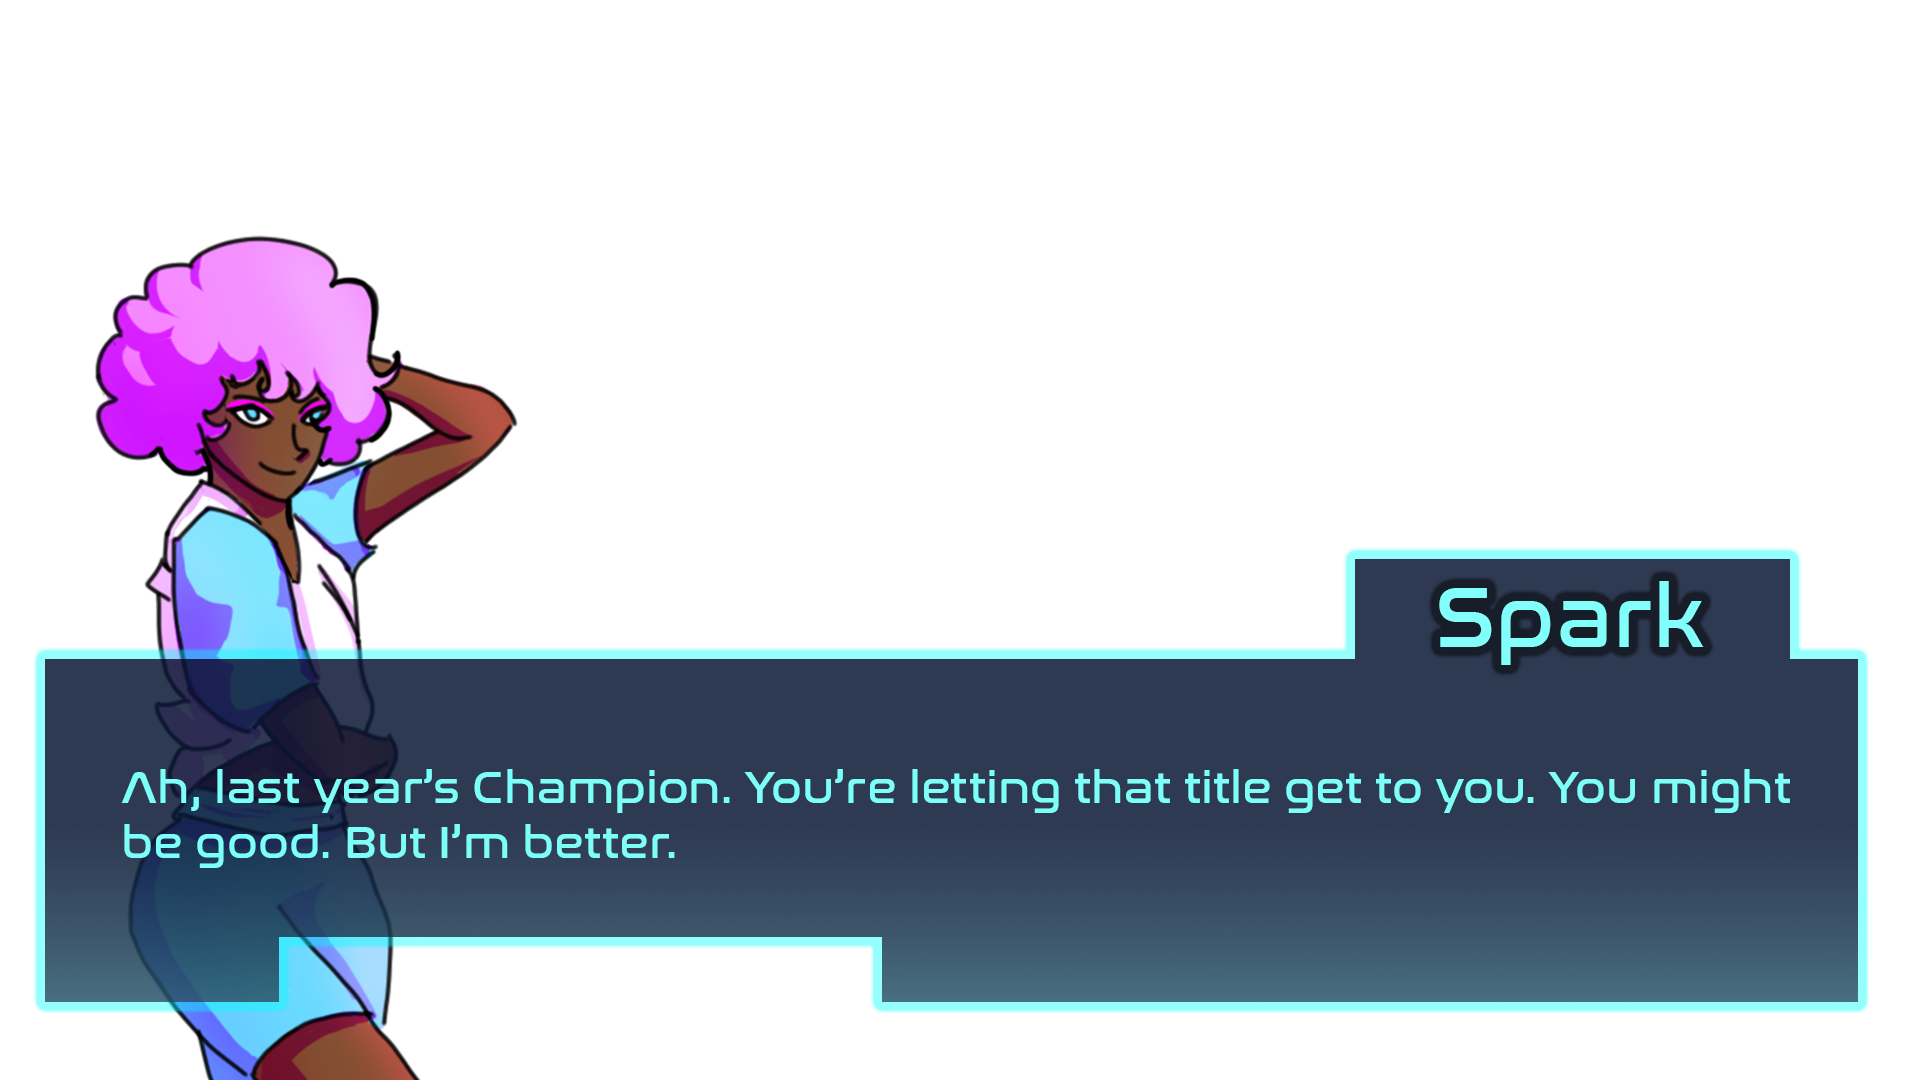 Spark
Ah, last year's Champion. You're letting that title get to you. You might
be good. But I'm better.